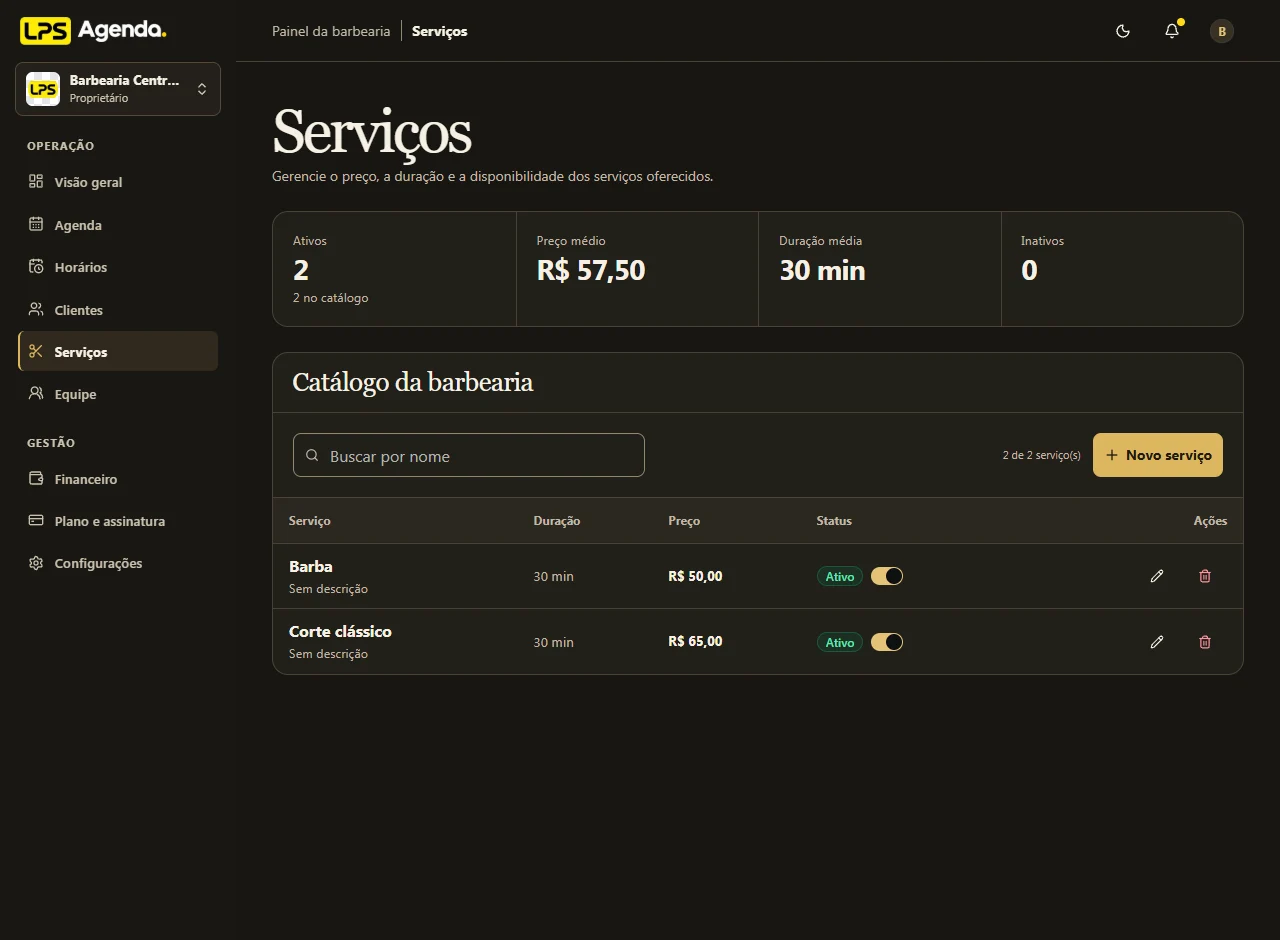 LPS Agenda.
Painel da barbearia
Serviços
B
LPS
Barbearia Centr...
Proprietário
OPERAÇÃO
Visão geral
Agenda
Horários
Clientes
Serviços
Equipe
GESTÃO
Financeiro
Plano e assinatura
Configurações
Serviços
Gerencie o preço, a duração e a disponibilidade dos serviços oferecidos.
Ativos
2
2 no catálogo
Preço médio
R$ 57,50
Duração média
30 min
Inativos
0
Catálogo da barbearia
Buscar por nome
2 de 2 serviço(s)
+ Novo serviço
Serviço Duração Preço Status Ações
Barba 30 min R$ 50,00 Ativo
Sem descrição
Corte clássico 30 min R$ 65,00 Ativo
Sem descrição